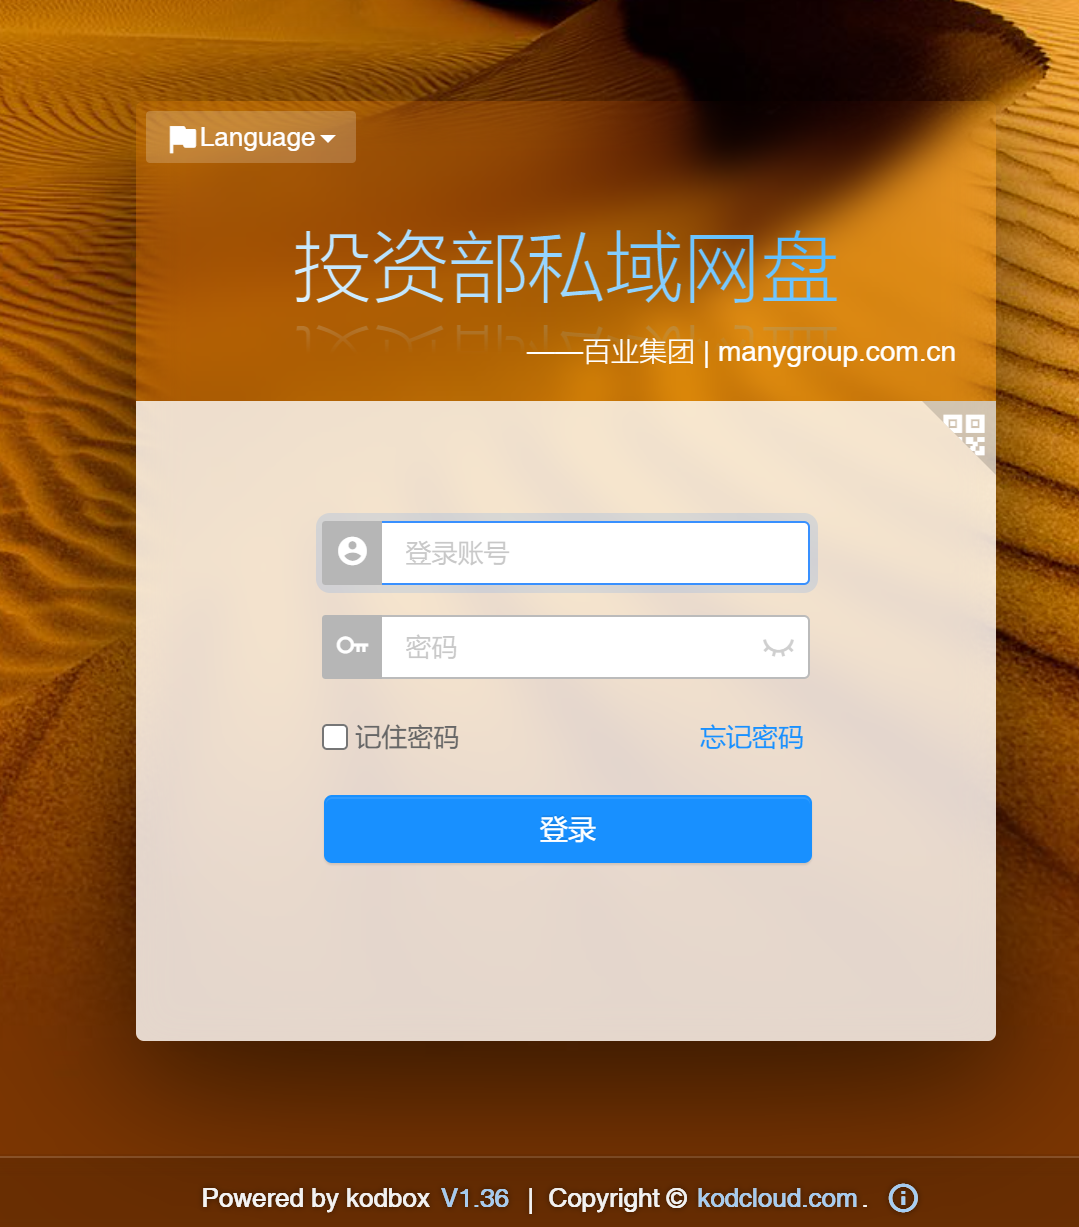 Language
投资部私域网盘
——百业集团 | manygroup.com.cn
登录账号
密码
记住密码 忘记密码
登录
Powered by kodbox V1.36 | Copyright © kodcloud.com.